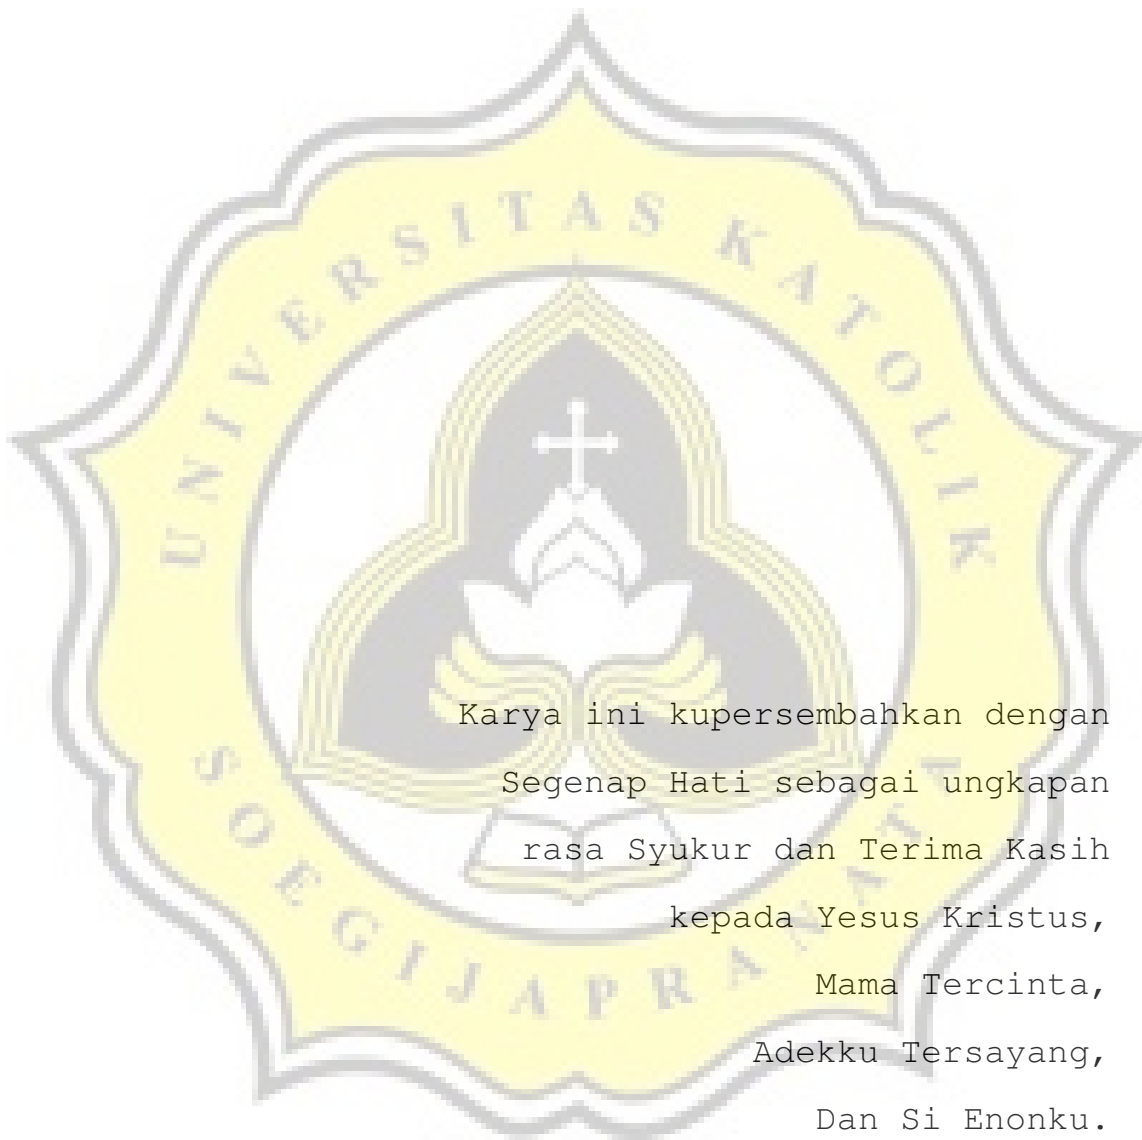 UNIVERSITAS KATOLIK
SOEGIJAPRANATA
Karya ini kupersembahkan dengan
Segenap Hati sebagai ungkapan
rasa Syukur dan Terima Kasih
kepada Yesus Kristus,
Mama Tercinta,
Adekku Tersayang,
Dan Si Enonku.